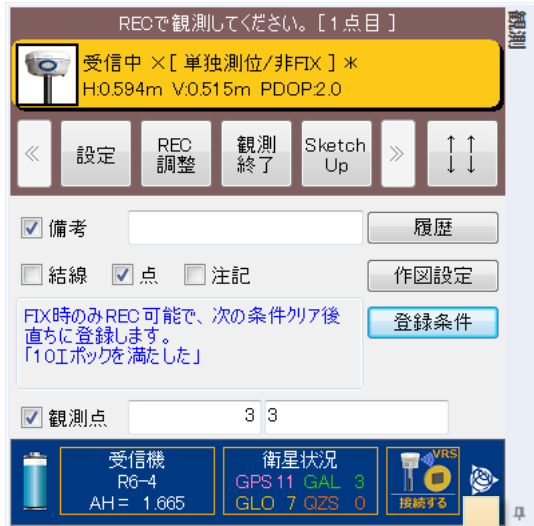 RECで観測してください。[1点目]
観測
受信中 ×[ 単独測位/非FIX ] *
H:0.594m V:0.515m PDOP:2.0
«
設定
REC
調整
観測
終了
Sketch
Up
»
↑↑
↓↓
備考
履歴
結線 点 注記
作図設定
FIX時のみREC可能で、次の条件クリア後
直ちに登録します。
「10エポックを満たした」
登録条件
観測点 3 3
受信機
R6-4
AH= 1.665
衛星状況
GPS 11 GAL 3
GLO 7 QZS 0
VRS
接続する